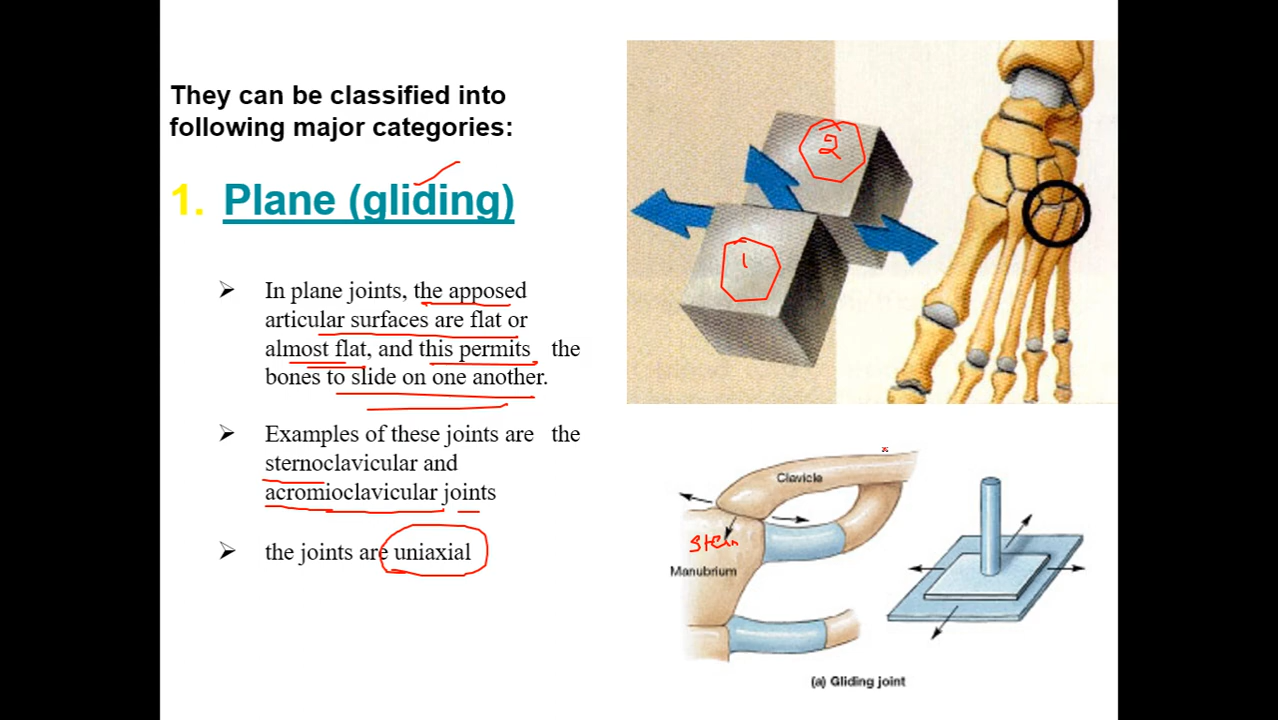 They can be classified into
following major categories:
1. Plane (gliding)
➢ In plane joints, the apposed
articular surfaces are flat or
almost flat, and this permits the
bones to slide on one another.
➢ Examples of these joints are the
sternoclavicular and
acromioclavicular joints
➢ the joints are uniaxial
2
1
Clavicle
Stern
Manubrium
(a) Gliding joint